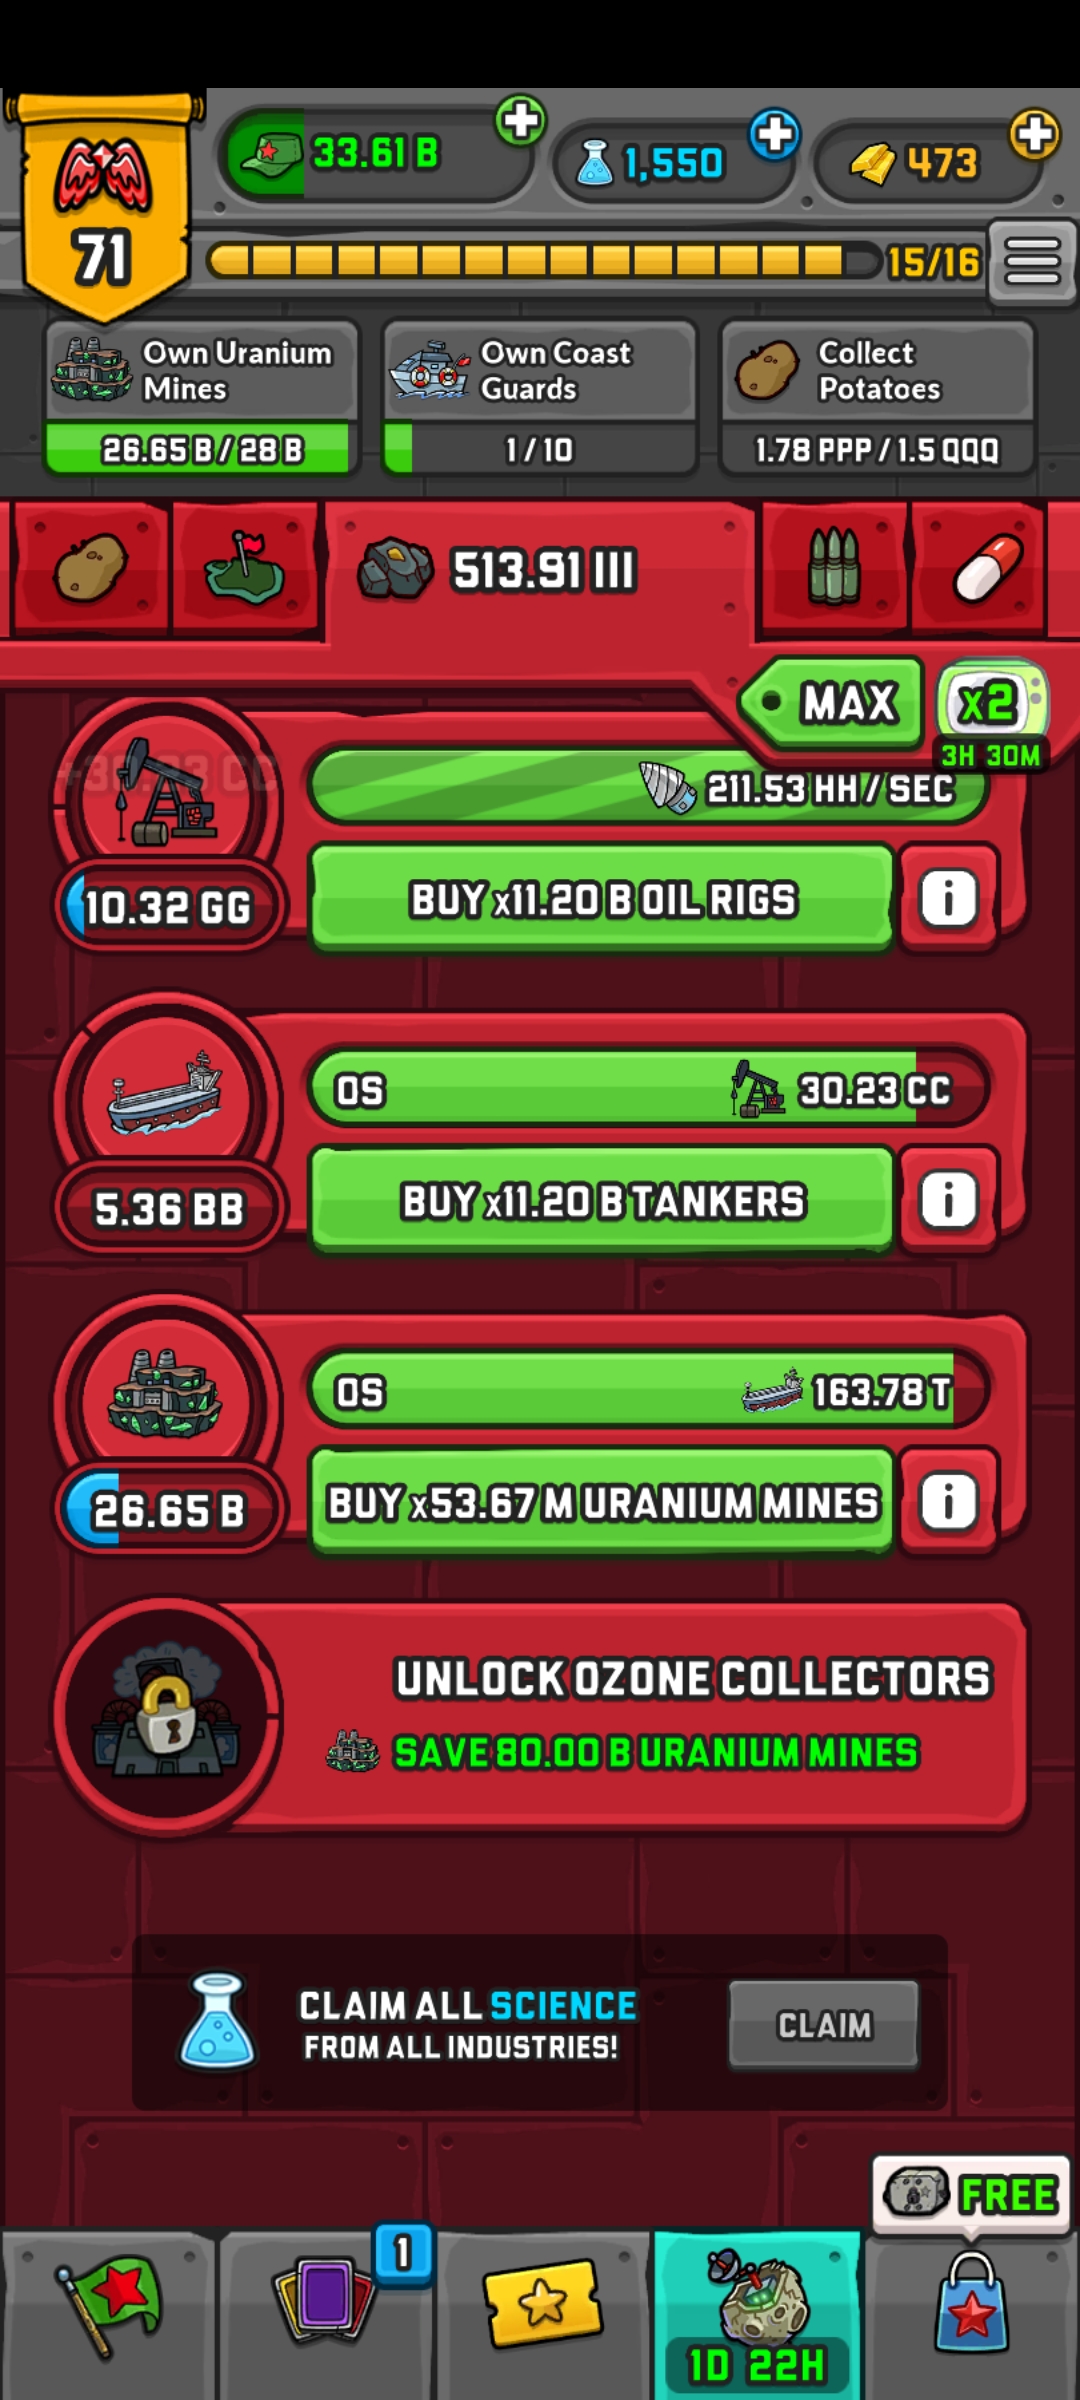 33.61 B
1,550
473
71
15/16
Own Uranium
Mines
26.65 B / 28 B
Own Coast
Guards
1 / 10
Collect
Potatoes
1.78 PPP / 1.5 QQQ
513.91 III
MAX
x2
3H 30M
+30.23 CC
211.53 HH / SEC
10.32 GG
BUY x11.20 B OIL RIGS
i
0S
30.23 CC
5.36 BB
BUY x11.20 B TANKERS
i
0S
163.78 T
26.65 B
BUY x53.67 M URANIUM MINES
i
UNLOCK OZONE COLLECTORS
SAVE 80.00 B URANIUM MINES
CLAIM ALL SCIENCE
FROM ALL INDUSTRIES!
CLAIM
FREE
1
1D 22H